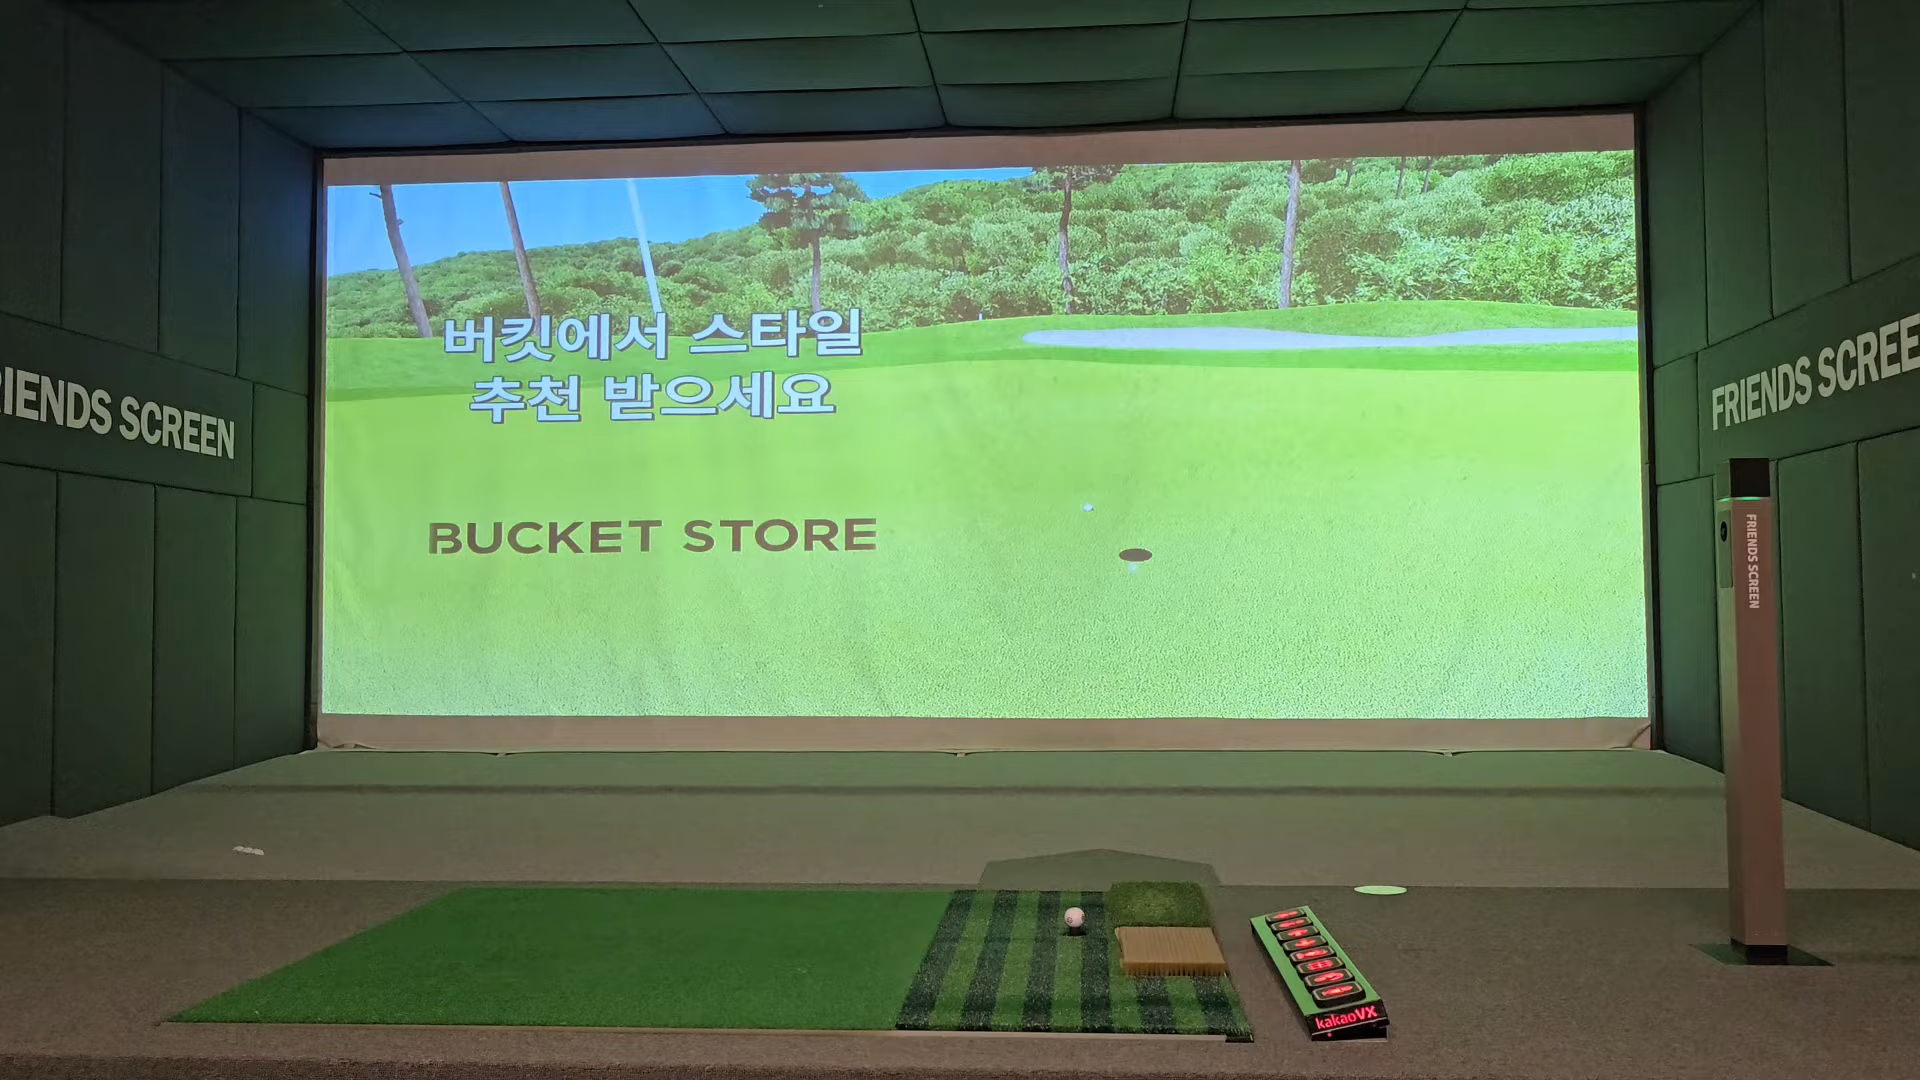 버킷에서 스타일
추천 받으세요
BUCKET STORE
RIENDS SCREEN
FRIENDS SCREE
FRIENDS SCREEN
kakaoVX